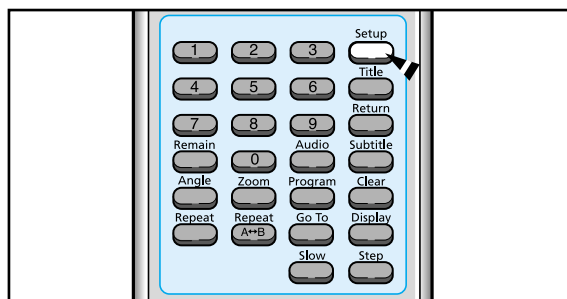 Setup
1 2 3
Title
4 5 6
Return
7 8 9
Remain Audio Subtitle
0
Angle Zoom Program Clear
Repeat Repeat Go To Display
A↔B
Slow Step